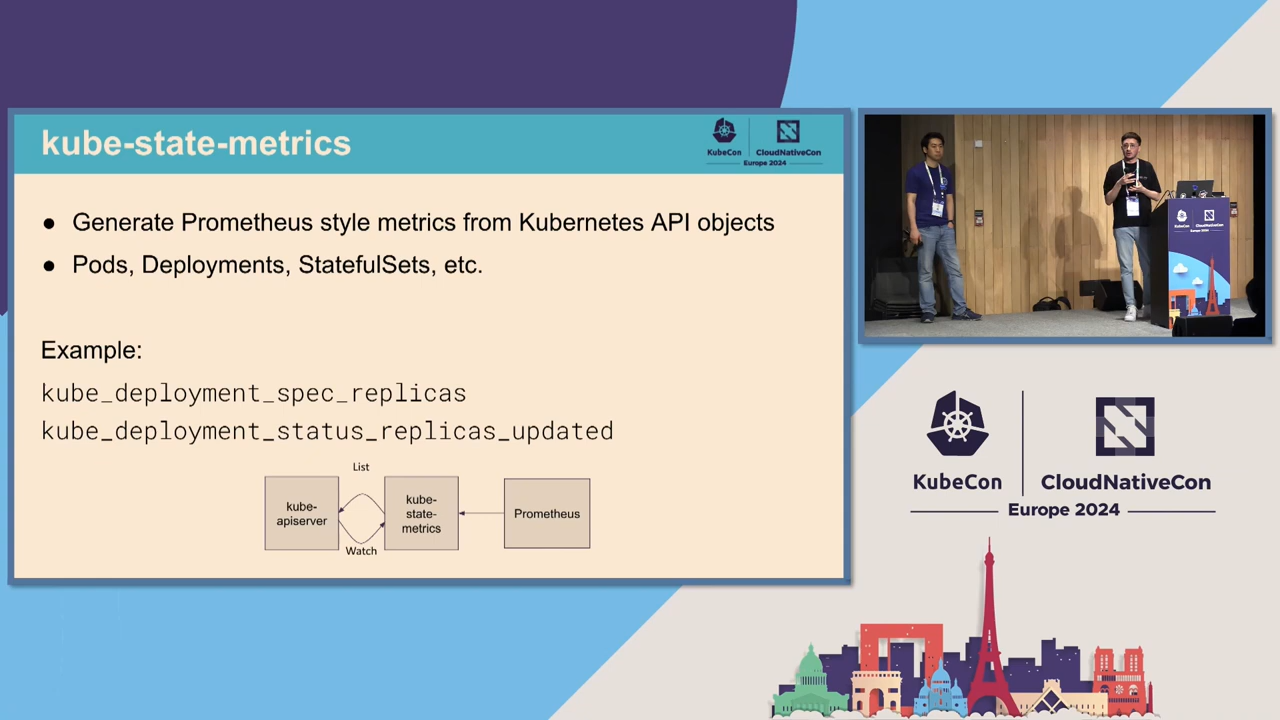 kube-state-metrics
KubeCon
CloudNativeCon
Europe 2024
● Generate Prometheus style metrics from Kubernetes API objects
● Pods, Deployments, StatefulSets, etc.
Example:
kube_deployment_spec_replicas
kube_deployment_status_replicas_updated
List
kube-
apiserver
kube-
state-
metrics
Prometheus
Watch
KubeCon
CloudNativeCon
Europe 2024